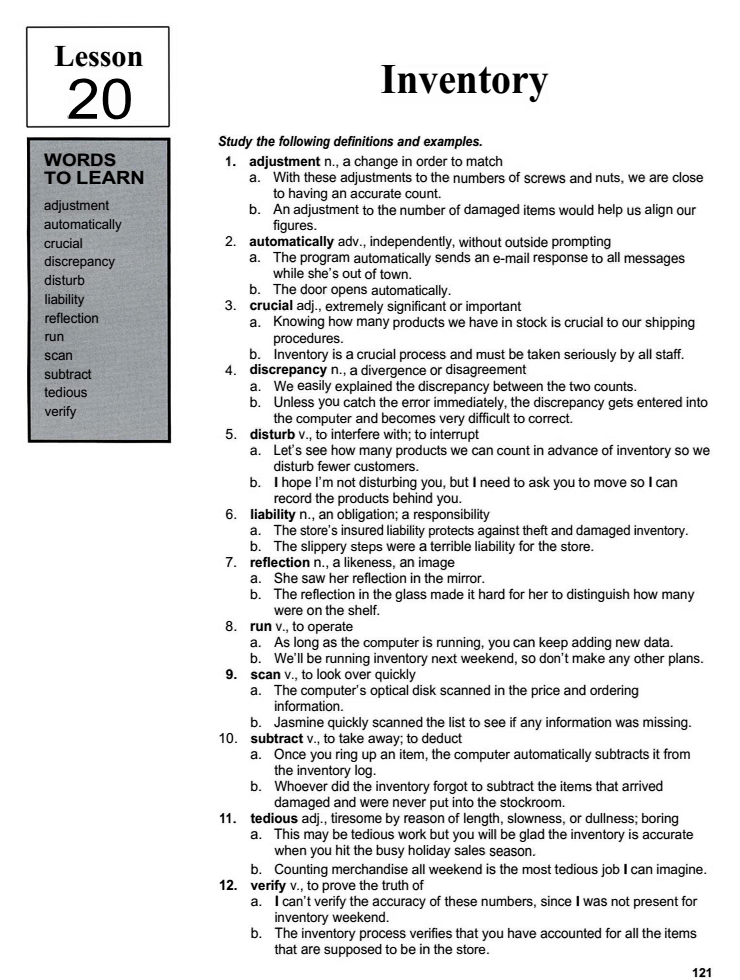 Lesson
20
Inventory
WORDS
TO LEARN
adjustment
automatically
crucial
discrepancy
disturb
liability
reflection
run
scan
subtract
tedious
verify
Study the following definitions and examples.
1. adjustment n., a change in order to match
a. With these adjustments to the numbers of screws and nuts, we are close
to having an accurate count.
b. An adjustment to the number of damaged items would help us align our
figures.
2. automatically adv., independently, without outside prompting
a. The program automatically sends an e-mail response to all messages
while she's out of town.
b. The door opens automatically.
3. crucial adj., extremely significant or important
a. Knowing how many products we have in stock is crucial to our shipping
procedures.
b. Inventory is a crucial process and must be taken seriously by all staff.
4. discrepancy n., a divergence or disagreement
a. We easily explained the discrepancy between the two counts.
b. Unless you catch the error immediately, the discrepancy gets entered into
the computer and becomes very difficult to correct.
5. disturb v., to interfere with; to interrupt
a. Let's see how many products we can count in advance of inventory so we
disturb fewer customers.
b. I hope I'm not disturbing you, but I need to ask you to move so I can
record the products behind you.
6. liability n., an obligation; a responsibility
a. The store's insured liability protects against theft and damaged inventory.
b. The slippery steps were a terrible liability for the store.
7. reflection n., a likeness, an image
a. She saw her reflection in the mirror.
b. The reflection in the glass made it hard for her to distinguish how many
were on the shelf.
8. run v., to operate
a. As long as the computer is running, you can keep adding new data.
b. We'll be running inventory next weekend, so don't make any other plans.
9. scan v., to look over quickly
a. The computer's optical disk scanned in the price and ordering
information.
b. Jasmine quickly scanned the list to see if any information was missing.
10. subtract v., to take away; to deduct
a. Once you ring up an item, the computer automatically subtracts it from
the inventory log.
b. Whoever did the inventory forgot to subtract the items that arrived
damaged and were never put into the stockroom.
11. tedious adj., tiresome by reason of length, slowness, or dullness; boring
a. This may be tedious work but you will be glad the inventory is accurate
when you hit the busy holiday sales season.
b. Counting merchandise all weekend is the most tedious job I can imagine.
12. verify v., to prove the truth of
a. I can't verify the accuracy of these numbers, since I was not present for
inventory weekend.
b. The inventory process verifies that you have accounted for all the items
that are supposed to be in the store.
121